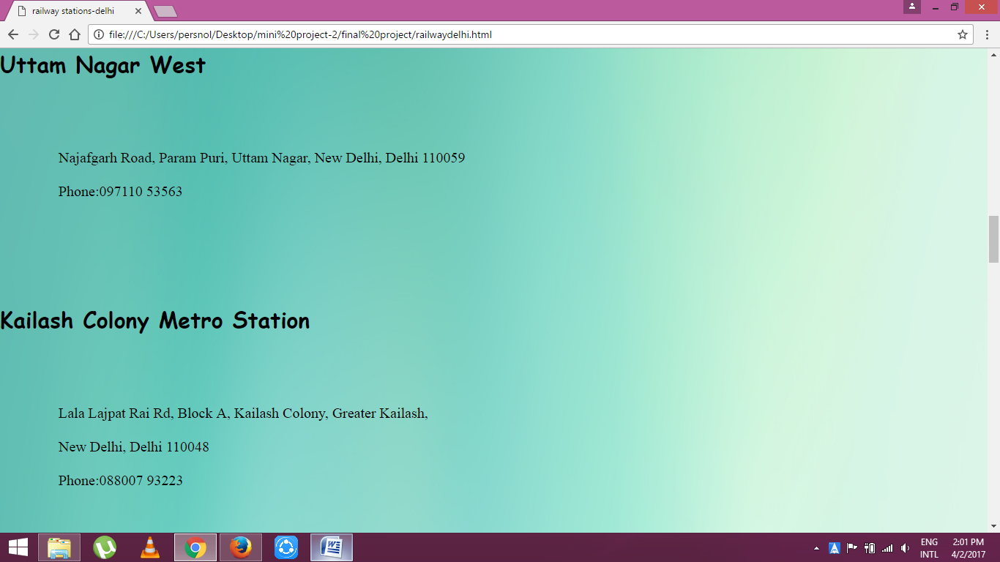 railway stations-delhi
file:///C:/Users/persnol/Desktop/mini%20project-2/final%20project/railwaydelhi.html
Uttam Nagar West
Najafgarh Road, Param Puri, Uttam Nagar, New Delhi, Delhi 110059
Phone:097110 53563
Kailash Colony Metro Station
Lala Lajpat Rai Rd, Block A, Kailash Colony, Greater Kailash,
New Delhi, Delhi 110048
Phone:088007 93223
ENG
INTL
2:01 PM
4/2/2017